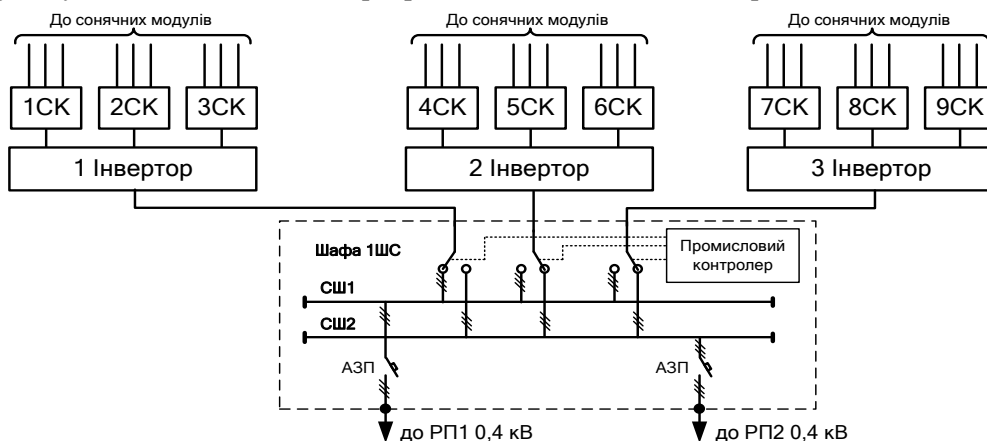 До сонячних модулів
До сонячних модулів
До сонячних модулів
1СК 2СК 3СК
4СК 5СК 6СК
7СК 8СК 9СК
1 Інвертор
2 Інвертор
3 Інвертор
Шафа 1ШС
Промисловий
контролер
СШ1
СШ2
АЗП
АЗП
до РП1 0,4 кВ
до РП2 0,4 кВ